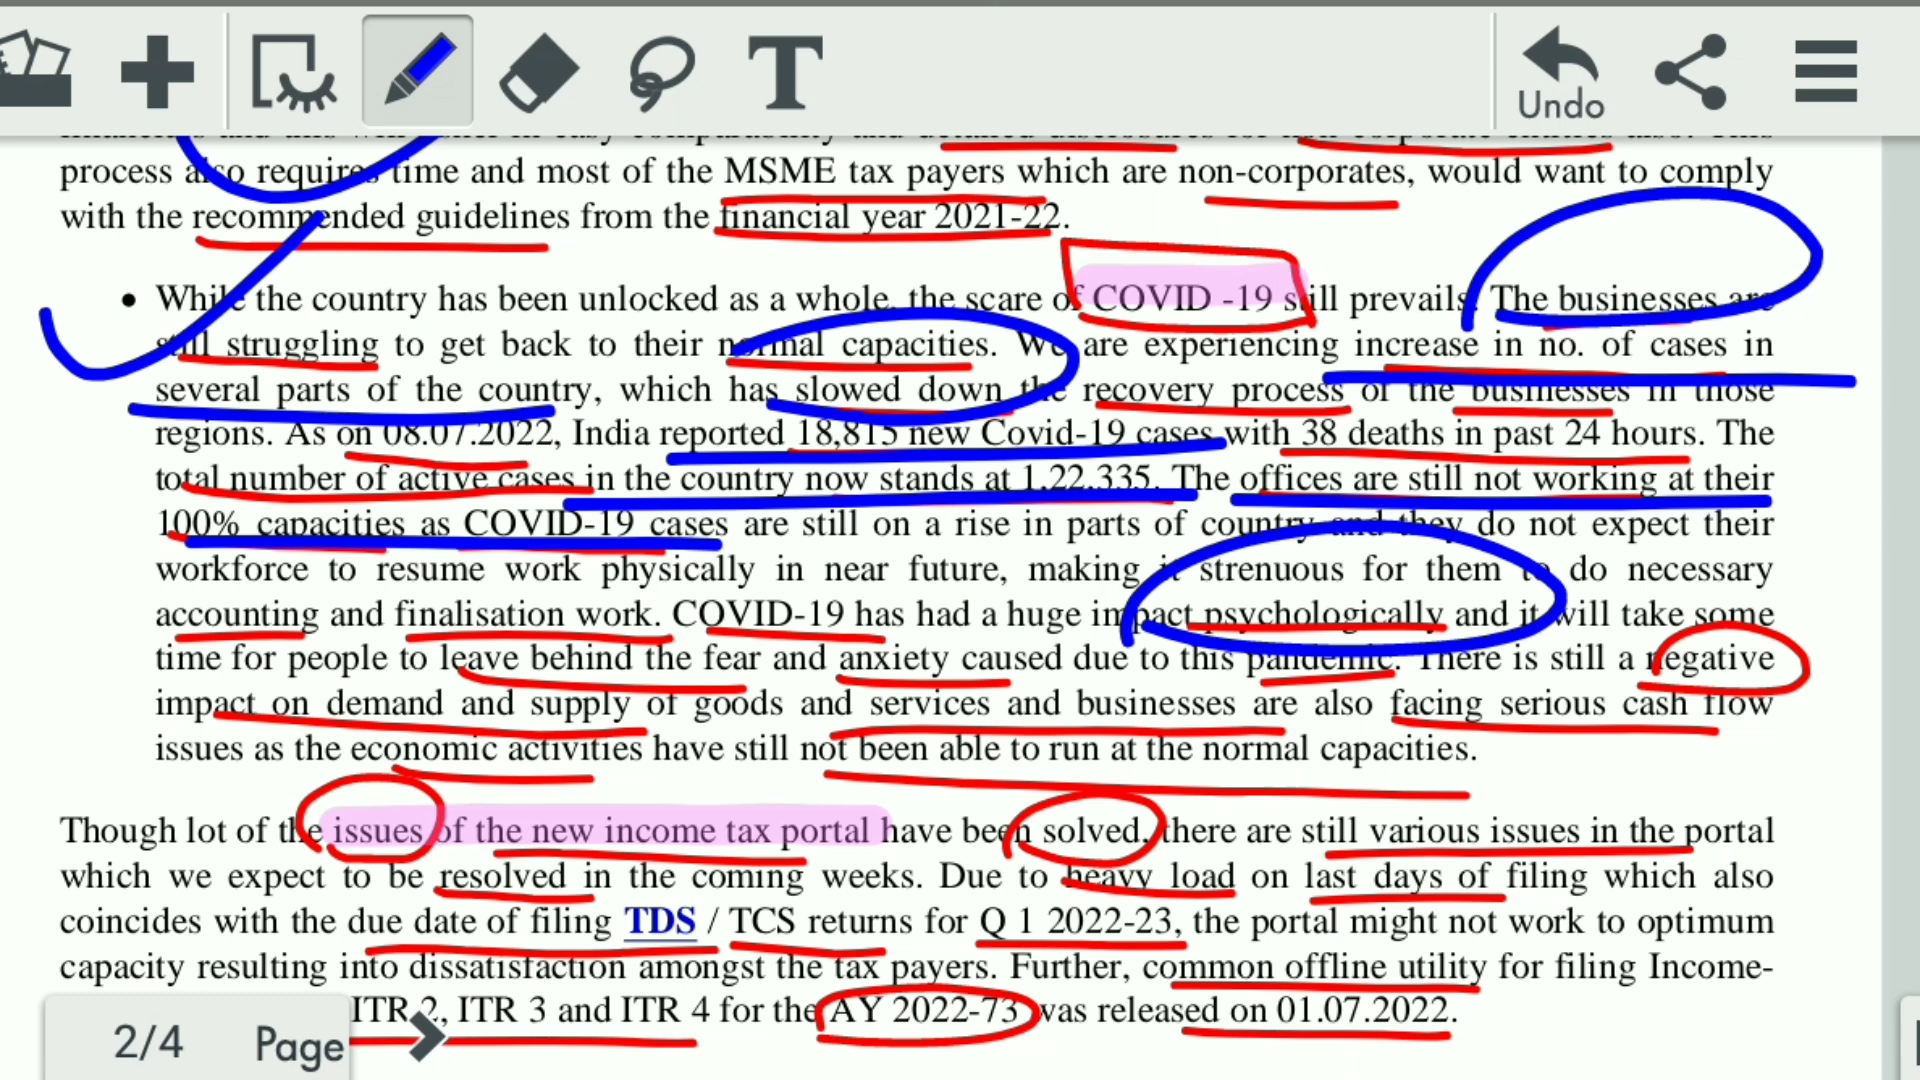 Undo
process also requires time and most of the MSME tax payers which are non-corporates, would want to comply
with the recommended guidelines from the financial year 2021-22.
• While the country has been unlocked as a whole, the scare of COVID -19 still prevails. The businesses are
still struggling to get back to their normal capacities. We are experiencing increase in no. of cases in
several parts of the country, which has slowed down the recovery process of the businesses in those
regions. As on 08.07.2022, India reported 18,815 new Covid-19 cases with 38 deaths in past 24 hours. The
total number of active cases in the country now stands at 1,22,335. The offices are still not working at their
100% capacities as COVID-19 cases are still on a rise in parts of country and they do not expect their
workforce to resume work physically in near future, making it strenuous for them to do necessary
accounting and finalisation work. COVID-19 has had a huge impact psychologically and it will take some
time for people to leave behind the fear and anxiety caused due to this pandemic. There is still a negative
impact on demand and supply of goods and services and businesses are also facing serious cash flow
issues as the economic activities have still not been able to run at the normal capacities.
Though lot of the issues of the new income tax portal have been solved, there are still various issues in the portal
which we expect to be resolved in the coming weeks. Due to heavy load on last days of filing which also
coincides with the due date of filing TDS / TCS returns for Q 1 2022-23, the portal might not work to optimum
capacity resulting into dissatisfaction amongst the tax payers. Further, common offline utility for filing Income-
ITR 2, ITR 3 and ITR 4 for the AY 2022-73 was released on 01.07.2022.
2/4 Page